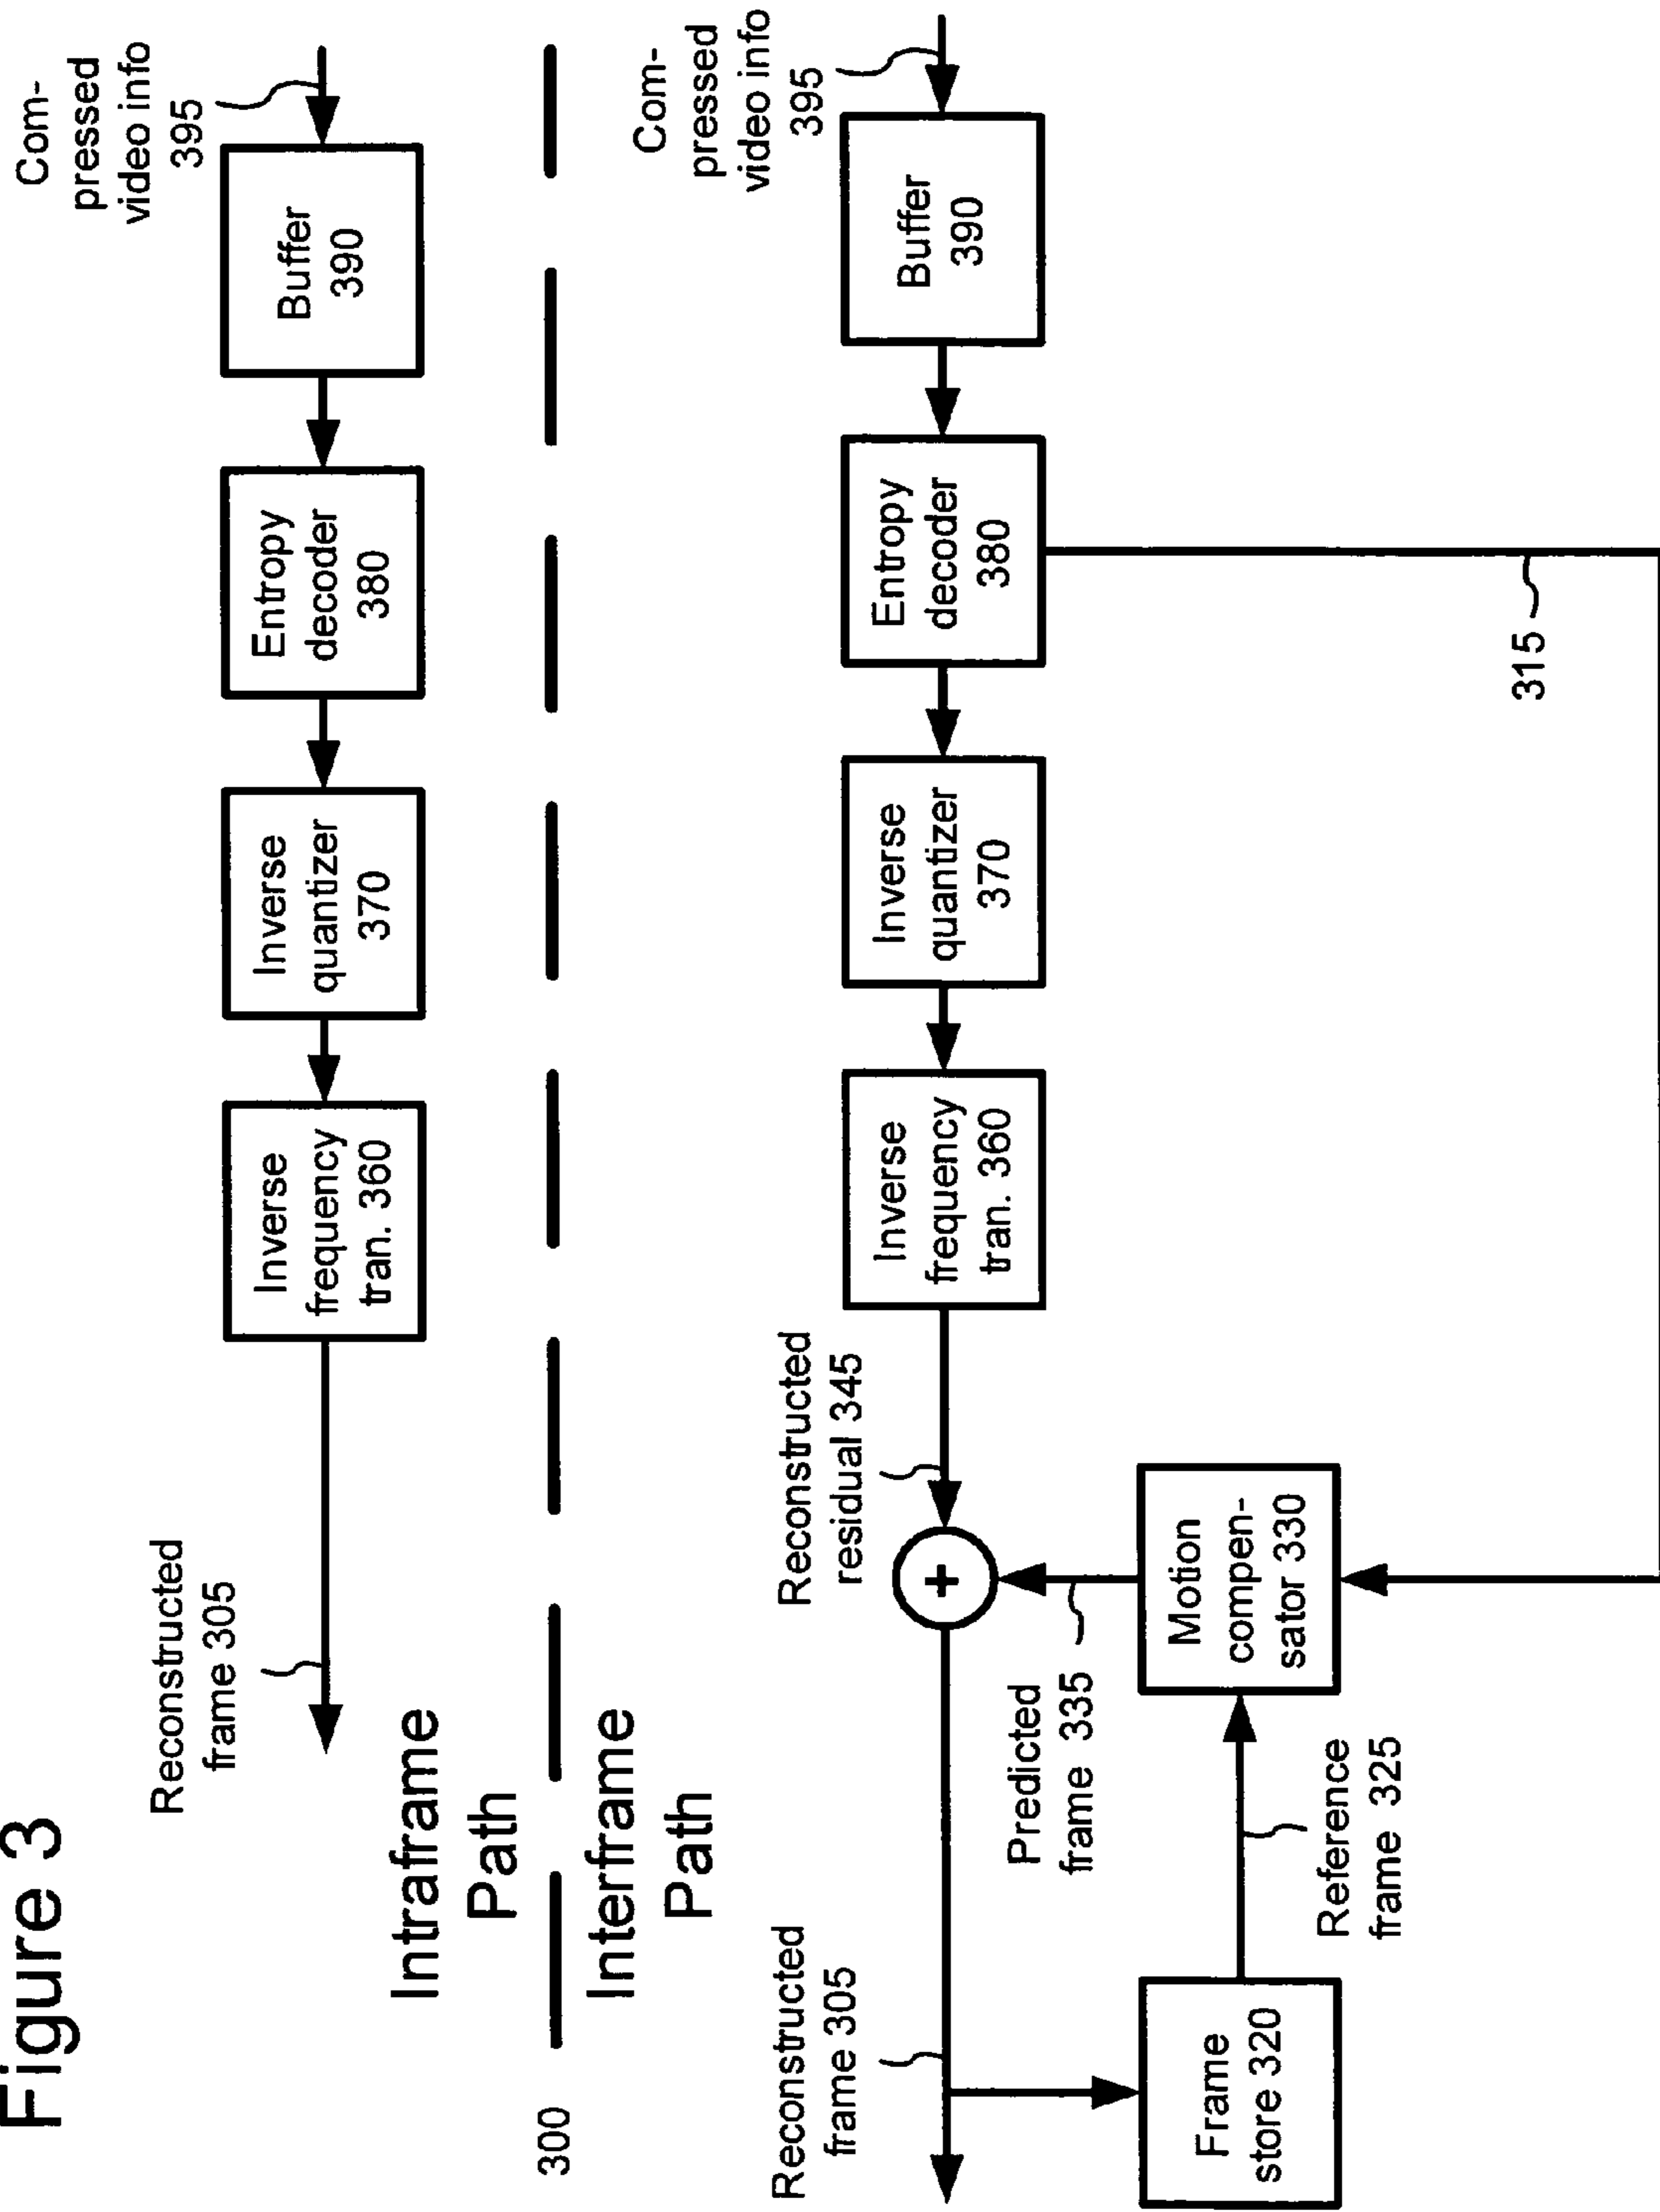 Figure 3
Reconstructed
frame 305
Inverse
frequency
tran. 360
Inverse
quantizer
370
Entropy
decoder
380
Buffer
390
Com-
pressed
video info
395
Intraframe
Path
300
Interframe
Path
Reconstructed
frame 305
Reconstructed
residual 345
+
Inverse
frequency
tran. 360
Inverse
quantizer
370
Entropy
decoder
380
Buffer
390
Com-
pressed
video info
395
Predicted
frame 335
Frame
store 320
Reference
frame 325
Motion
compen-
sator 330
315